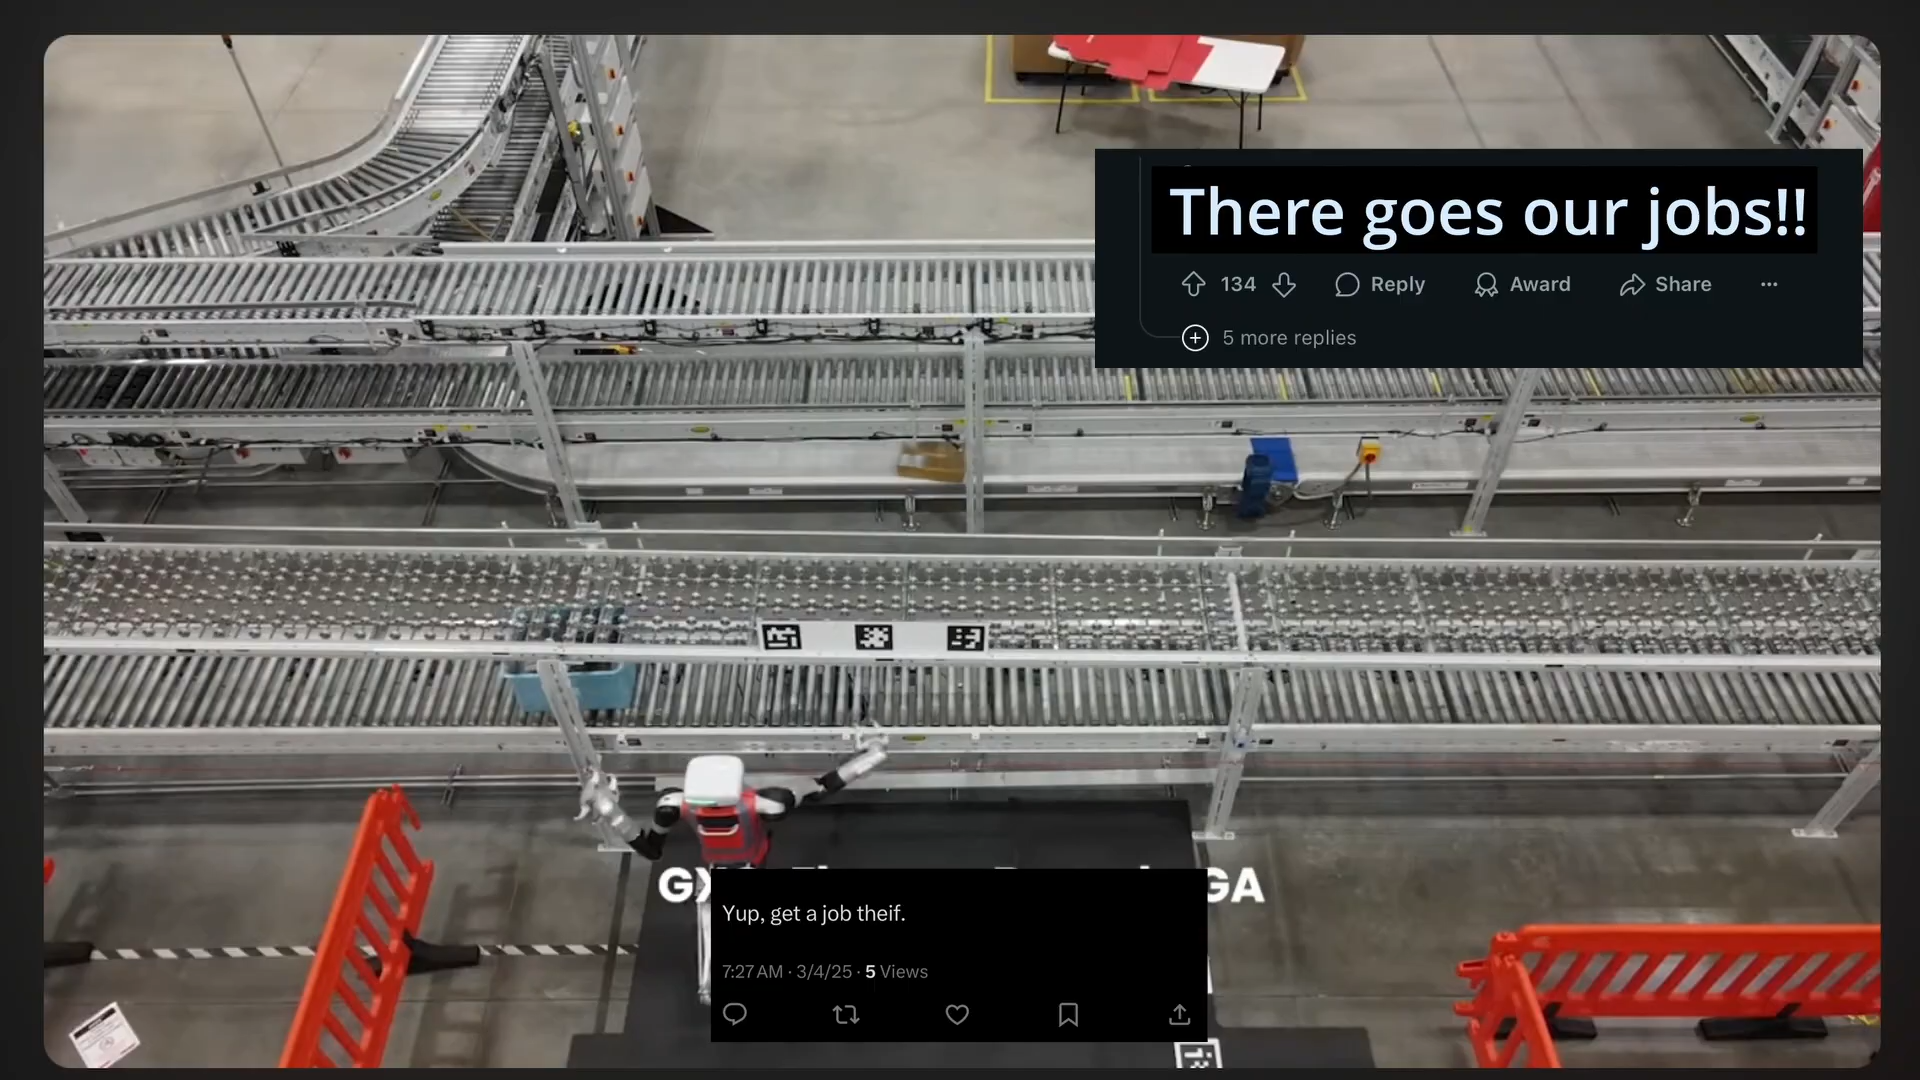 There goes our jobs!!
134 Reply Award Share ...
5 more replies
GX
GA
Yup, get a job theif.
7:27 AM · 3/4/25 · 5 Views